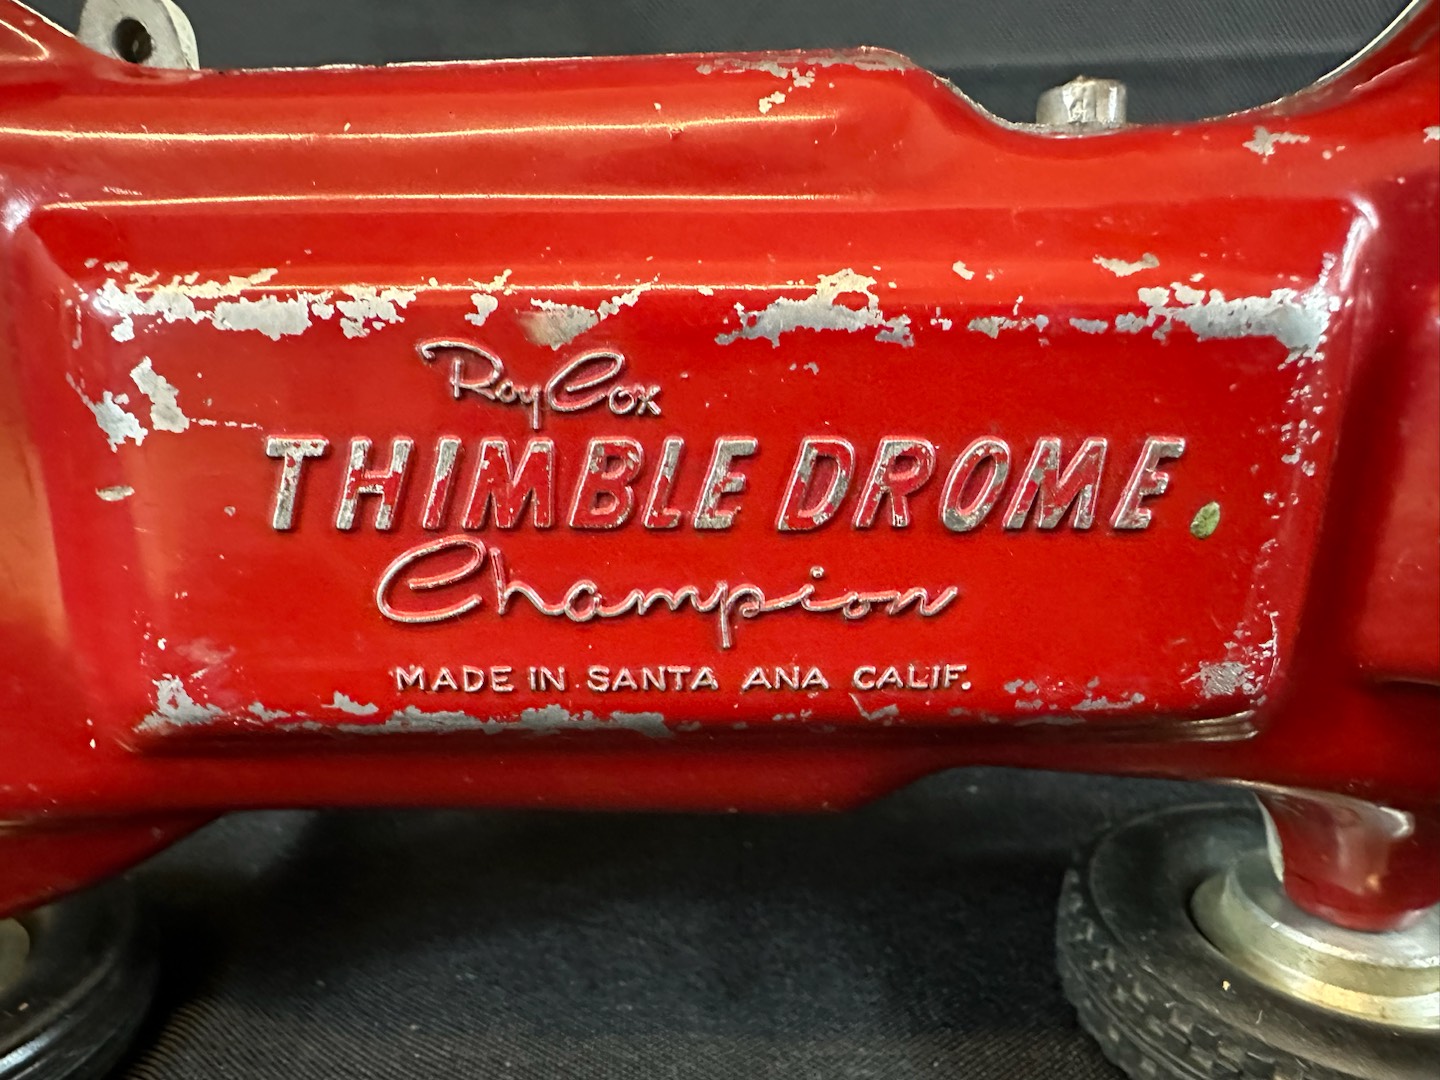 Roy Cox
THIMBLE DROME
Champion
MADE IN SANTA ANA CALIF.